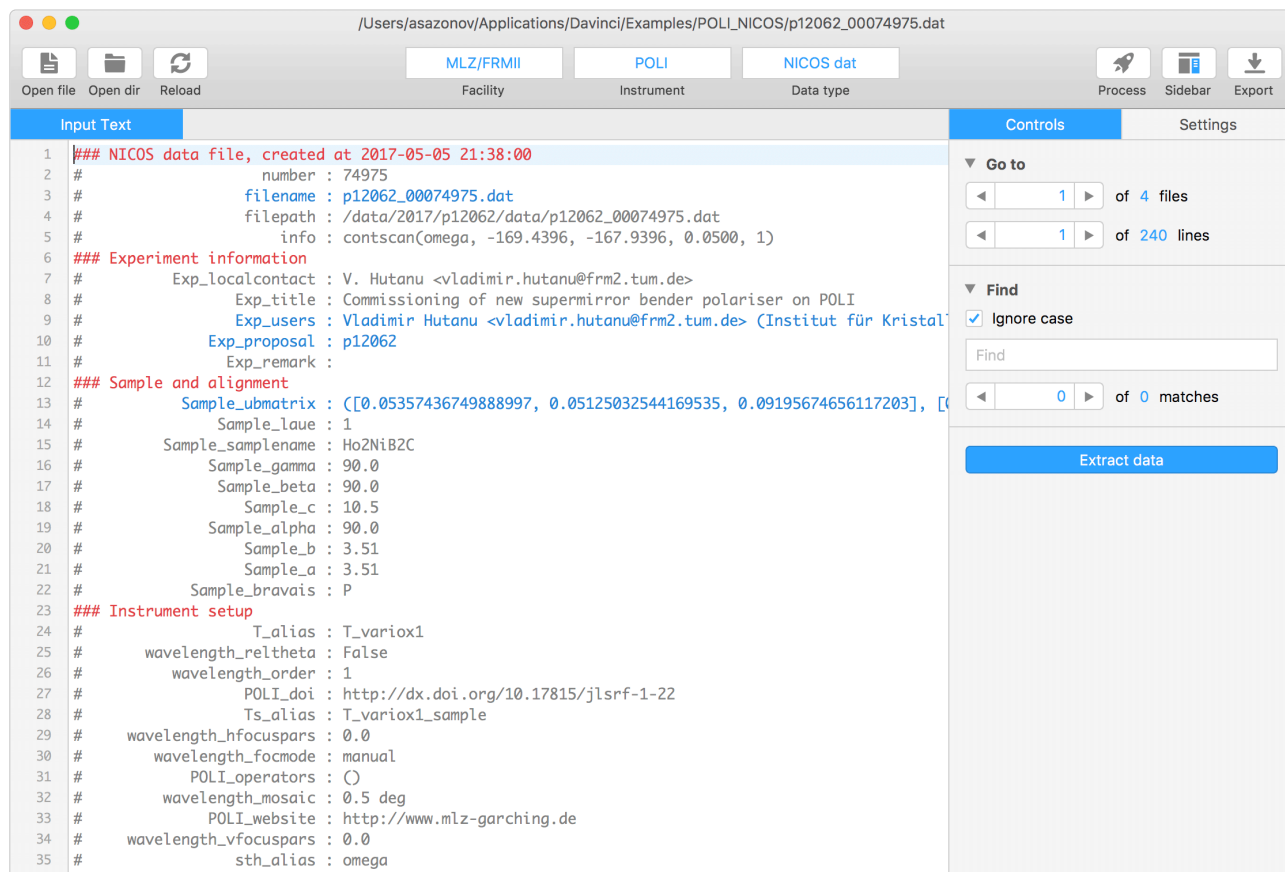 /Users/asazonov/Applications/Davinci/Examples/POLI_NICOS/p12062_00074975.dat
MLZ/FRMII POLI NICOS dat
Open file Open dir Reload Facility Instrument Data type Process Sidebar Export
Input Text Controls Settings
1 ### NICOS data file, created at 2017-05-05 21:38:00
2 # number : 74975
3 # filename : p12062_00074975.dat
4 # filepath : /data/2017/p12062/data/p12062_00074975.dat
5 # info : contscan(omega, -169.4396, -167.9396, 0.0500, 1)
6 ### Experiment information
7 # Exp_localcontact : V. Hutanu <vladimir.hutanu@frm2.tum.de>
8 # Exp_title : Commissioning of new supermirror bender polariser on POLI
9 # Exp_users : Vladimir Hutanu <vladimir.hutanu@frm2.tum.de> (Institut für Kristal
10 # Exp_proposal : p12062
11 # Exp_remark :
12 ### Sample and alignment
13 # Sample_ubmatrix : ([0.05357436749888997, 0.05125032544169535, 0.09195674656117203], [
14 # Sample_laue : 1
15 # Sample_samplename : Ho2NiB2C
16 # Sample_gamma : 90.0
17 # Sample_beta : 90.0
18 # Sample_c : 10.5
19 # Sample_alpha : 90.0
20 # Sample_b : 3.51
21 # Sample_a : 3.51
22 # Sample_bravais : P
23 ### Instrument setup
24 # T_alias : T_variox1
25 # wavelength_reltheta : False
26 # wavelength_order : 1
27 # POLI_doi : http://dx.doi.org/10.17815/jlsrf-1-22
28 # Ts_alias : T_variox1_sample
29 # wavelength_hfocuspars : 0.0
30 # wavelength_focmode : manual
31 # POLI_operators : ()
32 # wavelength_mosaic : 0.5 deg
33 # POLI_website : http://www.mlz-garching.de
34 # wavelength_vfocuspars : 0.0
35 # sth_alias : omega
Go to
1 of 4 files
1 of 240 lines
Find
Ignore case
Find
0 of 0 matches
Extract data